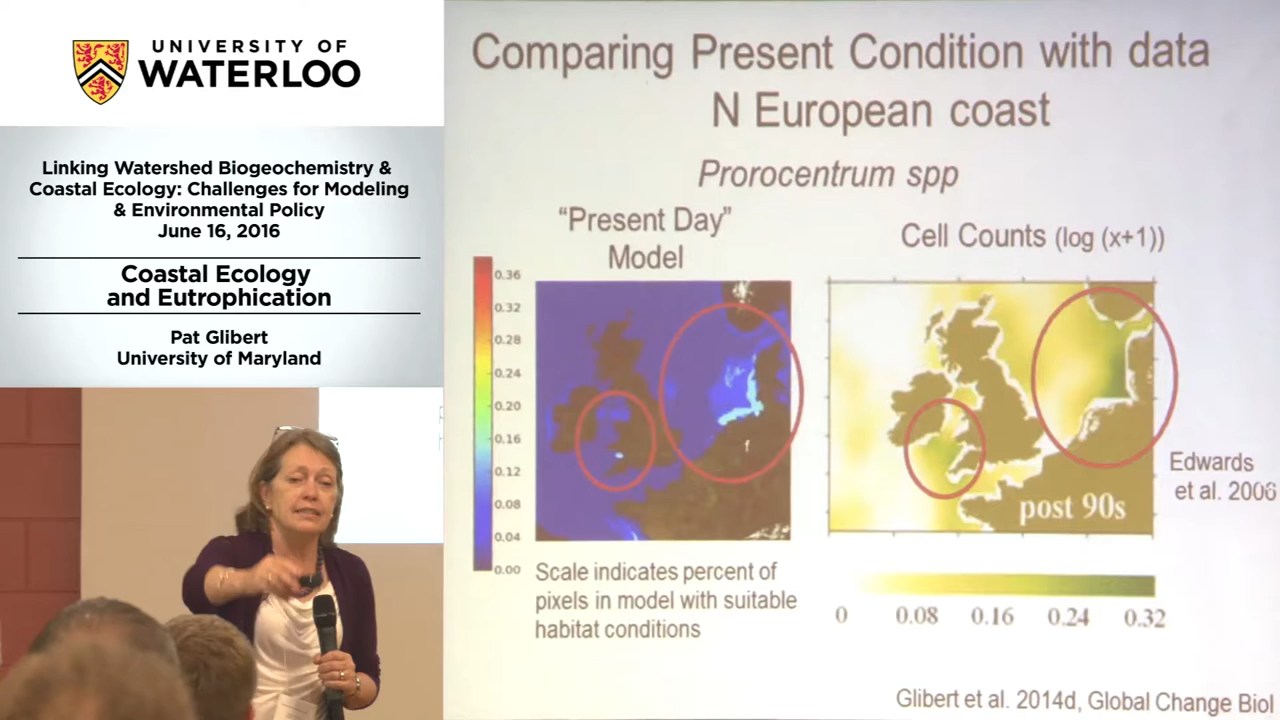 UNIVERSITY OF
WATERLOO
Linking Watershed Biogeochemistry &
Coastal Ecology: Challenges for Modeling
& Environmental Policy
June 16, 2016
Coastal Ecology
and Eutrophication
Pat Glibert
University of Maryland
Comparing Present Condition with data
N European coast
Prorocentrum spp
“Present Day”
Model
Cell Counts (log (x+1))
0.36
0.32
0.28
0.24
0.20
0.16
0.12
0.08
0.04
0.00
post 90s
Edwards
et al. 2006
Scale indicates percent of
pixels in model with suitable
habitat conditions
0 0.08 0.16 0.24 0.32
Glibert et al. 2014d, Global Change Biol